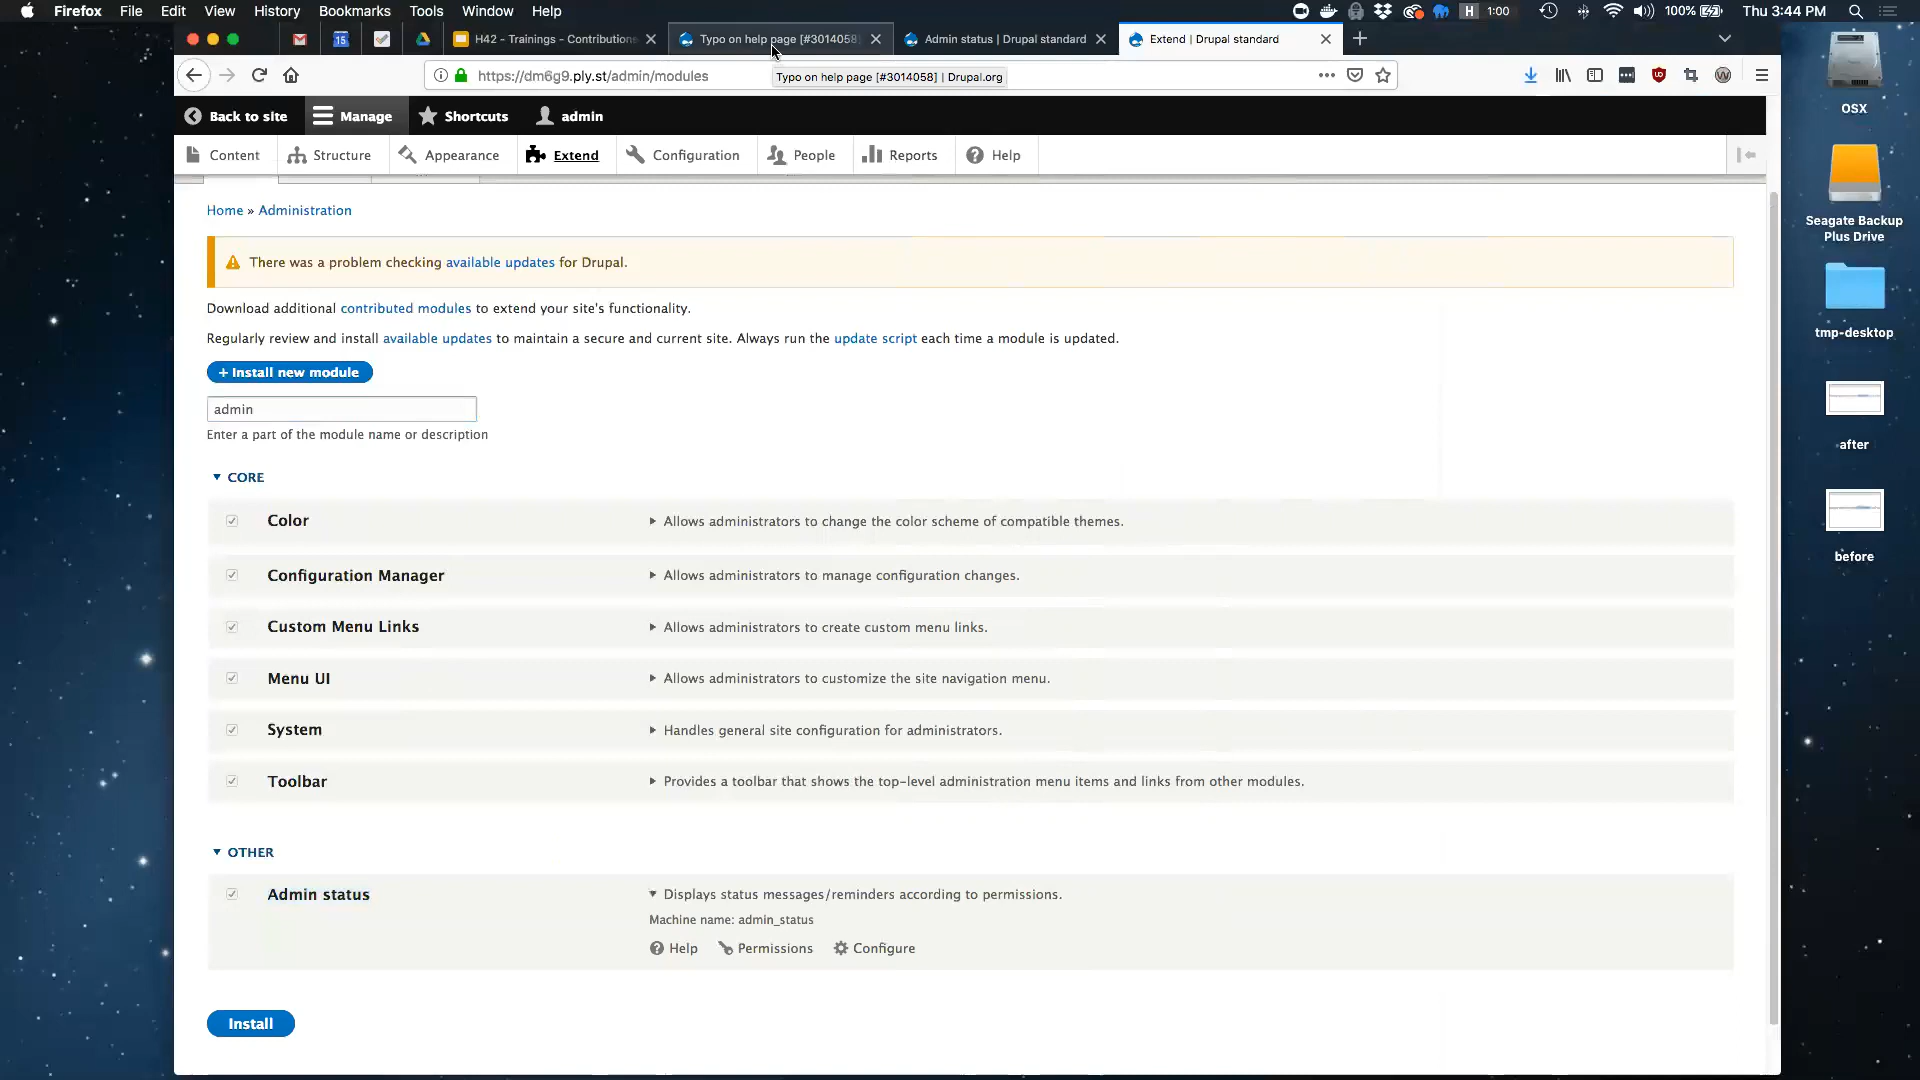 Firefox File Edit View History Bookmarks Tools Window Help
H 1:00 100% Thu 3:44 PM
15 H42 - Trainings - Contributions Typo on help page [#3014058] Admin status | Drupal standard Extend | Drupal standard
https://dm6g9.ply.st/admin/modules
Typo on help page [#3014058] | Drupal.org
Back to site Manage Shortcuts admin
Content Structure Appearance Extend Configuration People Reports Help
Home » Administration
There was a problem checking available updates for Drupal.
Download additional contributed modules to extend your site's functionality.
Regularly review and install available updates to maintain a secure and current site. Always run the update script each time a module is updated.
+ Install new module
admin
Enter a part of the module name or description
CORE
Color Allows administrators to change the color scheme of compatible themes.
Configuration Manager Allows administrators to manage configuration changes.
Custom Menu Links Allows administrators to create custom menu links.
Menu UI Allows administrators to customize the site navigation menu.
System Handles general site configuration for administrators.
Toolbar Provides a toolbar that shows the top-level administration menu items and links from other modules.
OTHER
Admin status Displays status messages/reminders according to permissions.
Machine name: admin_status
Help Permissions Configure
Install
OSX
Seagate Backup
Plus Drive
tmp-desktop
after
before